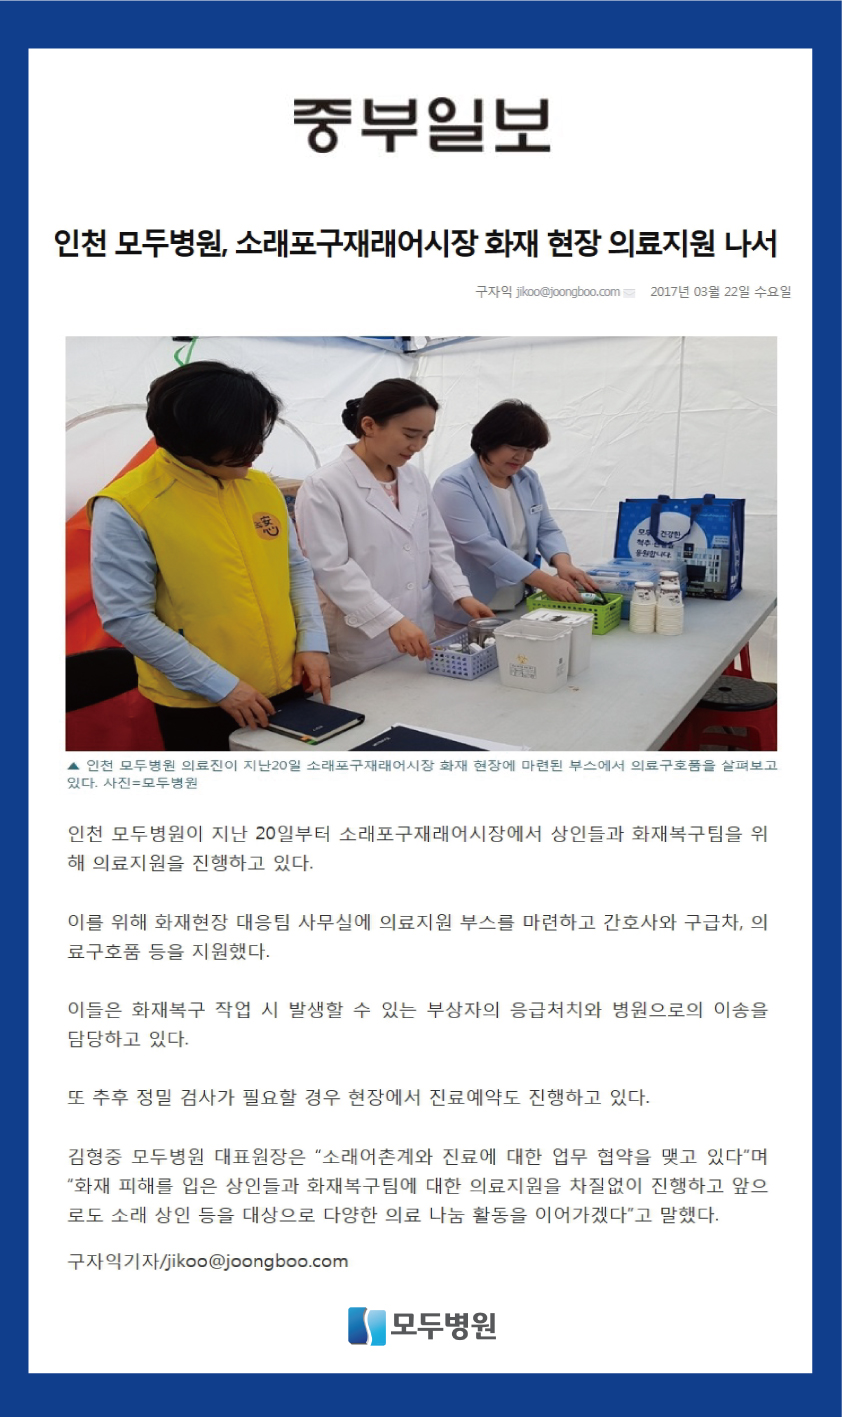 중부일보
인천 모두병원, 소래포구재래어시장 화재 현장 의료지원 나서
구자익 jikoo@joongboo.com 2017년 03월 22일 수요일
모두가 건강한
척추·관절을
응원합니다.
▲ 인천 모두병원 의료진이 지난20일 소래포구재래어시장 화재 현장에 마련된 부스에서 의료구호품을 살펴보고
있다. 사진=모두병원
인천 모두병원이 지난 20일부터 소래포구재래어시장에서 상인들과 화재복구팀을 위
해 의료지원을 진행하고 있다.
이를 위해 화재현장 대응팀 사무실에 의료지원 부스를 마련하고 간호사와 구급차, 의
료구호품 등을 지원했다.
이들은 화재복구 작업 시 발생할 수 있는 부상자의 응급처치와 병원으로의 이송을
담당하고 있다.
또 추후 정밀 검사가 필요할 경우 현장에서 진료예약도 진행하고 있다.
김형중 모두병원 대표원장은 “소래어촌계와 진료에 대한 업무 협약을 맺고 있다“며
“화재 피해를 입은 상인들과 화재복구팀에 대한 의료지원을 차질없이 진행하고 앞으
로도 소래 상인 등을 대상으로 다양한 의료 나눔 활동을 이어가겠다”고 말했다.
구자익기자/jikoo@joongboo.com
모두병원